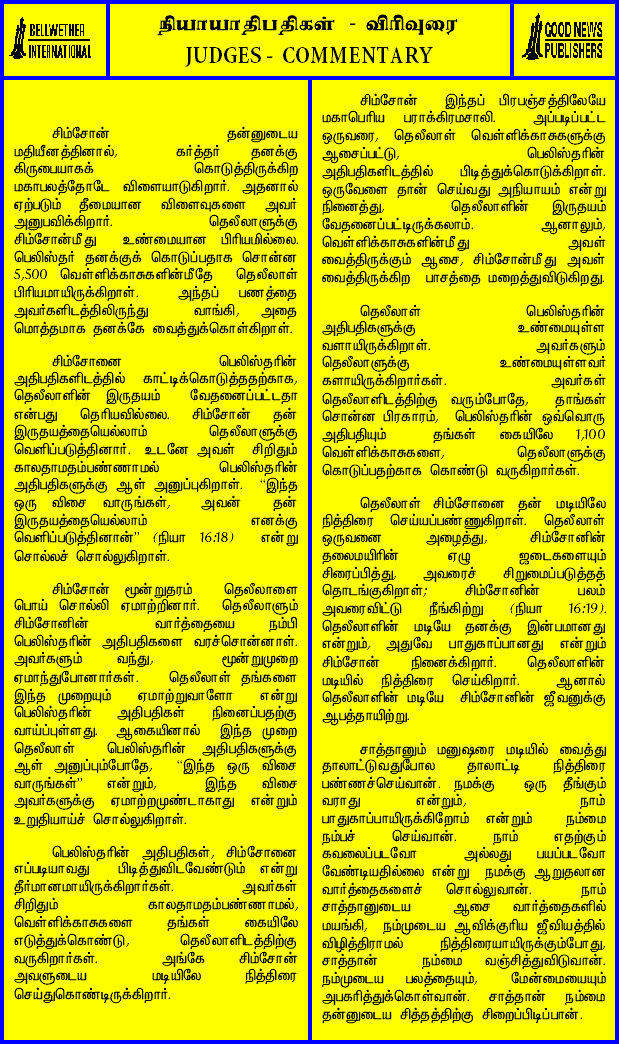 BELLWETHER
INTERNATIONAL
நியாயாதிபதிகள் - விரிவுரை
JUDGES - COMMENTARY
GOOD NEWS
PUBLISHERS
சிம்சோன் தன்னுடைய
மதியீனத்தினால், கர்த்தர் தனக்கு
கிருபையாகக் கொடுத்திருக்கிற
மகாபலத்தோடே விளையாடுகிறார். அதனால்
ஏற்படும் தீமையான விளைவுகளை அவர்
அனுபவிக்கிறார். தெலீலாளுக்கு
சிம்சோன்மீது உண்மையான பிரியமில்லை.
பெலிஸ்தர் தனக்குக் கொடுப்பதாக சொன்ன
5,500 வெள்ளிக்காசுகளின்மீதே தெலீலாள்
பிரியமாயிருக்கிறாள். அந்தப் பணத்தை
அவர்களிடத்திலிருந்து வாங்கி, அதை
மொத்தமாக தனக்கே வைத்துக்கொள்கிறாள்.
சிம்சோனை பெலிஸ்தரின்
அதிபதிகளிடத்தில் காட்டிக்கொடுத்ததற்காக,
தெலீலாளின் இருதயம் வேதனைப்பட்டதா
என்பது தெரியவில்லை. சிம்சோன் தன்
இருதயத்தையெல்லாம் தெலீலாளுக்கு
வெளிப்படுத்தினார். உடனே அவள் சிறிதும்
காலதாமதம்பண்ணாமல் பெலிஸ்தரின்
அதிபதிகளுக்கு ஆள் அனுப்புகிறாள். “இந்த
ஒரு விசை வாருங்கள், அவன் தன்
இருதயத்தையெல்லாம் எனக்கு
வெளிப்படுத்தினான்” (நியா 16:18) என்று
சொல்லச் சொல்லுகிறாள்.
சிம்சோன் மூன்றுதரம் தெலீலாளை
பொய் சொல்லி ஏமாற்றினார். தெலீலாளும்
சிம்சோனின் வார்த்தையை நம்பி
பெலிஸ்தரின் அதிபதிகளை வரச்சொன்னாள்.
அவர்களும் வந்து, மூன்றுமுறை
ஏமாந்துபோனார்கள். தெலீலாள் தங்களை
இந்த முறையும் ஏமாற்றுவாளோ என்று
பெலிஸ்தரின் அதிபதிகள் நினைப்பதற்கு
வாய்ப்புள்ளது. ஆகையினால் இந்த முறை
தெலீலாள் பெலிஸ்தரின் அதிபதிகளுக்கு
ஆள் அனுப்பும்போதே, “இந்த ஒரு விசை
வாருங்கள்” என்றும், இந்த விசை
அவர்களுக்கு ஏமாற்றமுண்டாகாது என்றும்
உறுதியாய்ச் சொல்லுகிறாள்.
பெலிஸ்தரின் அதிபதிகள், சிம்சோனை
எப்படியாவது பிடித்துவிடவேண்டும் என்று
தீர்மானமாயிருக்கிறார்கள். அவர்கள்
சிறிதும் காலதாமதம்பண்ணாமல்,
வெள்ளிக்காசுகளை தங்கள் கையிலே
எடுத்துக்கொண்டு, தெலீலாளிடத்திற்கு
வருகிறார்கள். அங்கே சிம்சோன்
அவளுடைய மடியிலே நித்திரை
செய்துகொண்டிருக்கிறார்.
சிம்சோன் இந்தப் பிரபஞ்சத்திலேயே
மகாபெரிய பராக்கிரமசாலி. அப்படிப்பட்ட
ஒருவரை, தெலீலாள் வெள்ளிக்காசுகளுக்கு
ஆசைப்பட்டு, பெலிஸ்தரின்
அதிபதிகளிடத்தில் பிடித்துக்கொடுக்கிறாள்.
ஒருவேளை தான் செய்வது அநியாயம் என்று
நினைத்து, தெலீலாளின் இருதயம்
வேதனைப்பட்டிருக்கலாம். ஆனாலும்,
வெள்ளிக்காசுகளின்மீது அவள்
வைத்திருக்கும் ஆசை, சிம்சோன்மீது அவள்
வைத்திருக்கிற பாசத்தை மறைத்துவிடுகிறது.
தெலீலாள் பெலிஸ்தரின்
அதிபதிகளுக்கு உண்மையுள்ள
வளாயிருக்கிறாள். அவர்களும்
தெலீலாளுக்கு உண்மையுள்ளவர்
களாயிருக்கிறார்கள். அவர்கள்
தெலீலாளிடத்திற்கு வரும்போதே, தாங்கள்
சொன்ன பிரகாரம், பெலிஸ்தரின் ஒவ்வொரு
அதிபதியும் தங்கள் கையிலே 1,100
வெள்ளிக்காசுகளை, தெலீலாளுக்கு
கொடுப்பதற்காக கொண்டு வருகிறார்கள்.
தெலீலாள் சிம்சோனை தன் மடியிலே
நித்திரை செய்யப்பண்ணுகிறாள். தெலீலாள்
ஒருவனை அழைத்து, சிம்சோனின்
தலைமயிரின் ஏழு ஜடைகளையும்
சிரைப்பித்து, அவரைச் சிறுமைப்படுத்தத்
தொடங்குகிறாள்; சிம்சோனின் பலம்
அவரைவிட்டு நீங்கிற்று (நியா 16:19).
தெலீலாளின் மடியே தனக்கு இன்பமானது
என்றும், அதுவே பாதுகாப்பானது என்றும்
சிம்சோன் நினைக்கிறார். தெலீலாளின்
மடியில் நித்திரை செய்கிறார். ஆனால்
தெலீலாளின் மடியே சிம்சோனின் ஜீவனுக்கு
ஆபத்தாயிற்று.
சாத்தானும் மனுஷரை மடியில் வைத்து
தாலாட்டுவதுபோல தாலாட்டி நித்திரை
பண்ணச்செய்வான். நமக்கு ஒரு தீங்கும்
வராது என்றும், நாம்
பாதுகாப்பாயிருக்கிறோம் என்றும் நம்மை
நம்பச் செய்வான். நாம் எதற்கும்
கவலைப்படவோ அல்லது பயப்படவோ
வேண்டியதில்லை என்று நமக்கு ஆறுதலான
வார்த்தைகளைச் சொல்லுவான். நாம்
சாத்தானுடைய ஆசை வார்த்தைகளில்
மயங்கி, நம்முடைய ஆவிக்குரிய ஜீவியத்தில்
விழித்திராமல் நித்திரையாயிருக்கும்போது,
சாத்தான் நம்மை வஞ்சித்துவிடுவான்.
நம்முடைய பலத்தையும், மேன்மையையும்
அபகரித்துக்கொள்வான். சாத்தான் நம்மை
தன்னுடைய சித்தத்திற்கு சிறைப்பிடிப்பான்.